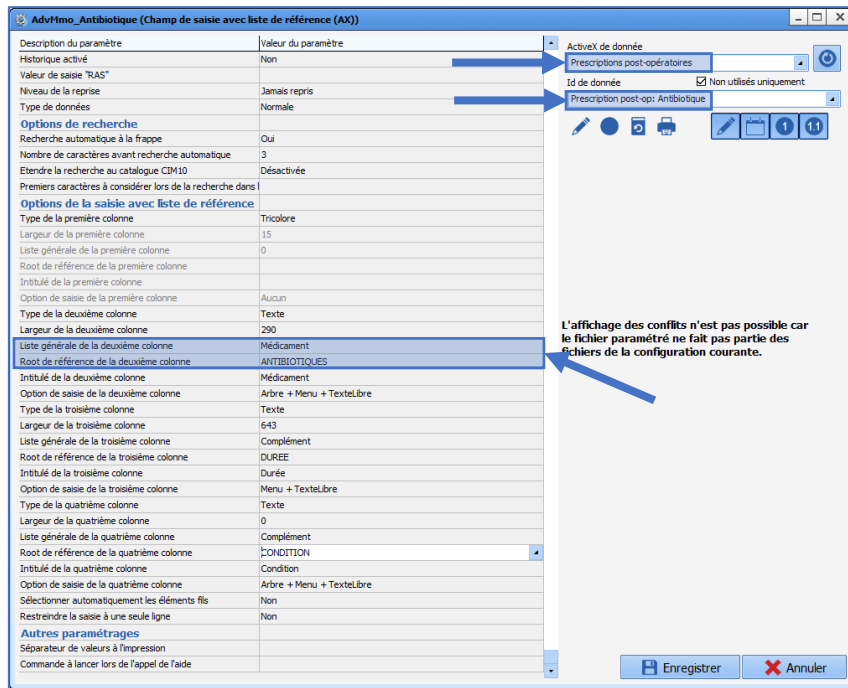 AdvMmo_Antibiotique (Champ de saisie avec liste de référence (AX))
Description du paramètre Valeur du paramètre
Historique activé Non
Valeur de saisie "RAS"
Niveau de la reprise Jamais repris
Type de données Normale
Options de recherche
Recherche automatique à la frappe Oui
Nombre de caractères avant recherche automatique 3
Etendre la recherche au catalogue CIM10 Désactivée
Premiers caractères à considérer lors de la recherche dans l
Options de la saisie avec liste de référence
Type de la première colonne Tricolore
Largeur de la première colonne 15
Liste générale de la première colonne 0
Root de référence de la première colonne
Intitulé de la première colonne
Option de saisie de la première colonne Aucun
Type de la deuxième colonne Texte
Largeur de la deuxième colonne 290
Liste générale de la deuxième colonne Médicament
Root de référence de la deuxième colonne ANTIBIOTIQUES
Intitulé de la deuxième colonne Médicament
Option de saisie de la deuxième colonne Arbre + Menu + TexteLibre
Type de la troisième colonne Texte
Largeur de la troisième colonne 643
Liste générale de la troisième colonne Complément
Root de référence de la troisième colonne DUREE
Intitulé de la troisième colonne Durée
Option de saisie de la troisième colonne Menu + TexteLibre
Type de la quatrième colonne Texte
Largeur de la quatrième colonne 0
Liste générale de la quatrième colonne Complément
Root de référence de la quatrième colonne CONDITION
Intitulé de la quatrième colonne Condition
Option de saisie de la quatrième colonne Arbre + Menu + TexteLibre
Sélectionner automatiquement les éléments fils Non
Restreindre la saisie à une seule ligne Non
Autres paramétrages
Séparateur de valeurs à l'impression
Commande à lancer lors de l'appel de l'aide
ActiveX de donnée
Prescriptions post-opératoires
Id de donnée Non utilisés uniquement
Prescription post-op: Antibiotique
1 1.1
L'affichage des conflits n'est pas possible car
le fichier paramétré ne fait pas partie des
fichiers de la configuration courante.
Enregistrer Annuler